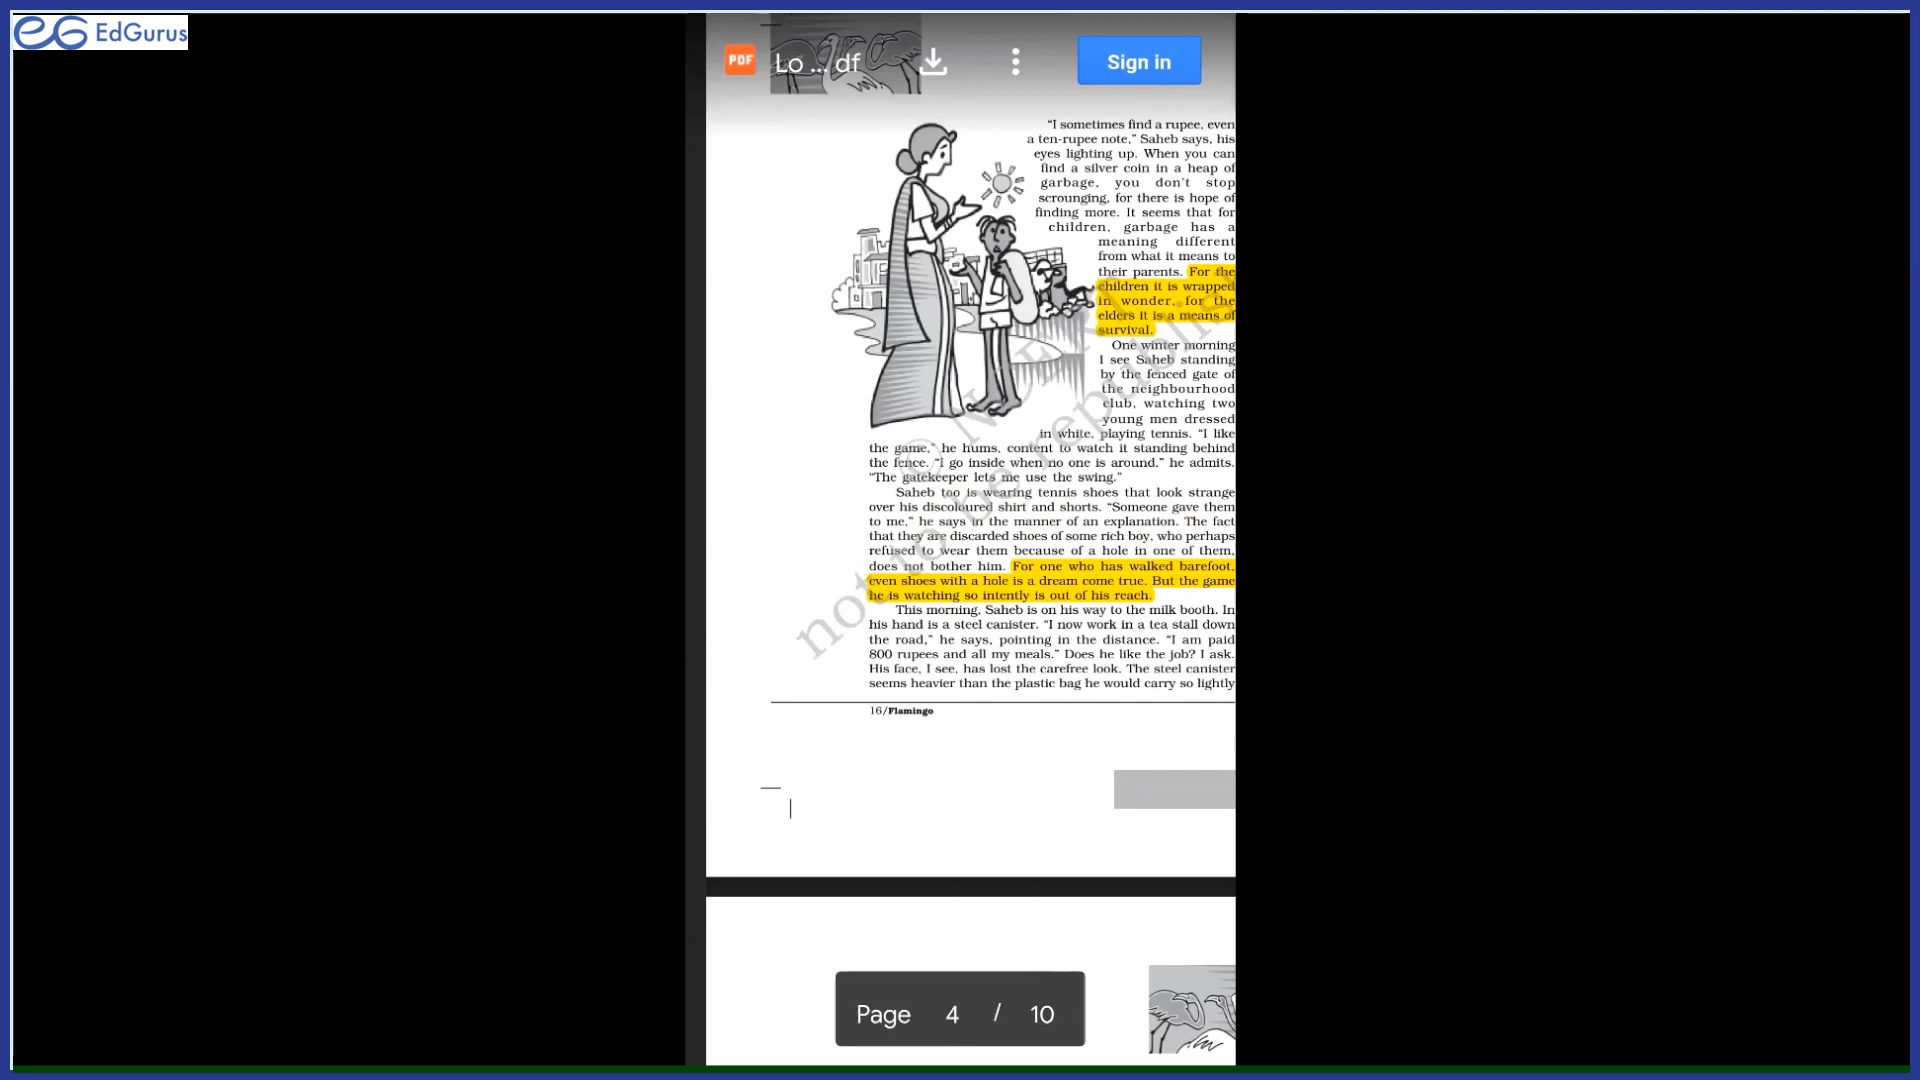 EdGurus
PDF
Lo ... df
Sign in
“I sometimes find a rupee, even
a ten-rupee note,” Saheb says, his
eyes lighting up. When you can
find a silver coin in a heap of
garbage, you don’t stop
scrounging, for there is hope of
finding more. It seems that for
children, garbage has a
meaning different
from what it means to
their parents. For the
children it is wrapped
in wonder, for the
elders it is a means of
survival.
One winter morning
I see Saheb standing
by the fenced gate of
the neighbourhood
club, watching two
young men dressed
in white, playing tennis. “I like
the game,” he hums, content to watch it standing behind
the fence. “I go inside when no one is around,” he admits.
“The gatekeeper lets me use the swing.”
Saheb too is wearing tennis shoes that look strange
over his discoloured shirt and shorts. “Someone gave them
to me,” he says in the manner of an explanation. The fact
that they are discarded shoes of some rich boy, who perhaps
refused to wear them because of a hole in one of them,
does not bother him. For one who has walked barefoot,
even shoes with a hole is a dream come true. But the game
he is watching so intently is out of his reach.
This morning, Saheb is on his way to the milk booth. In
his hand is a steel canister. “I now work in a tea stall down
the road,” he says, pointing in the distance. “I am paid
800 rupees and all my meals.” Does he like the job? I ask.
His face, I see, has lost the carefree look. The steel canister
seems heavier than the plastic bag he would carry so lightly
© NCERT
not to be republish
16/Flamingo
Page 4 / 10